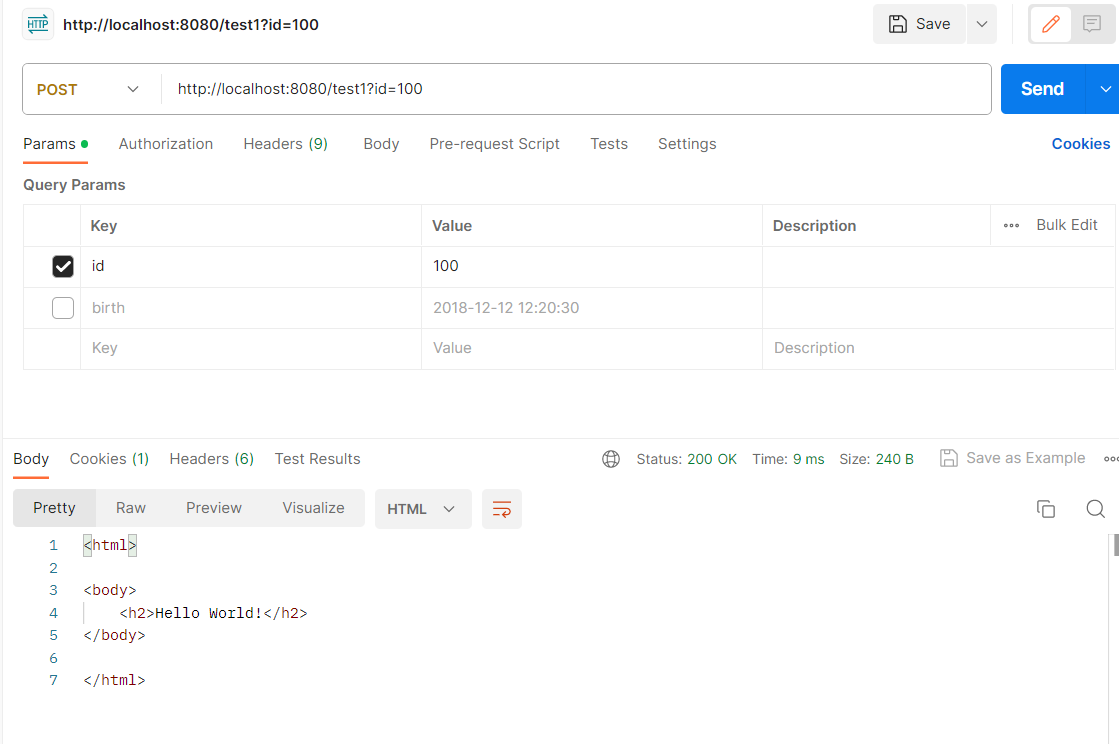 HTTP http://localhost:8080/test1?id=100 Save
POST http://localhost:8080/test1?id=100 Send
Params Authorization Headers (9) Body Pre-request Script Tests Settings Cookies
Query Params
Key Value Description Bulk Edit
id 100
birth 2018-12-12 12:20:30
Key Value Description
Body Cookies (1) Headers (6) Test Results Status: 200 OK Time: 9 ms Size: 240 B Save as Example
Pretty Raw Preview Visualize HTML
1 <html>
2
3 <body>
4 <h2>Hello World!</h2>
5 </body>
6
7 </html>